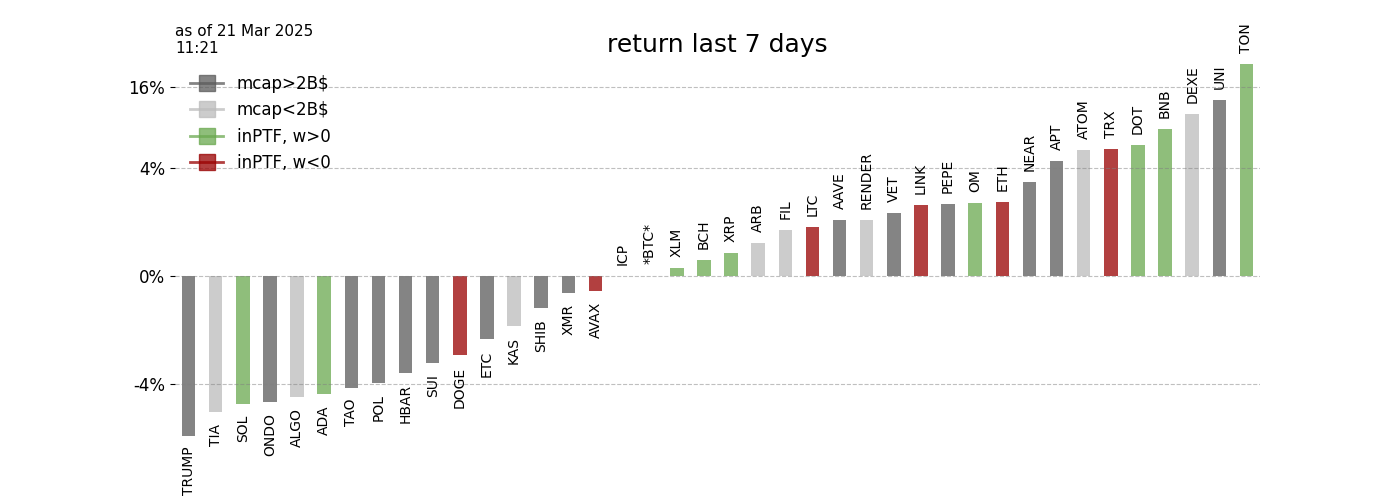 as of 21 Mar 2025
11:21
return last 7 days
mcap>2B$
mcap<2B$
inPTF, w>0
inPTF, w<0
16%
4%
0%
-4%
TRUMP
TIA
SOL
ONDO
ALGO
ADA
TAO
POL
HBAR
SUI
DOGE
ETC
KAS
SHIB
XMR
AVAX
ICP
*BTC*
XLM
BCH
XRP
ARB
FIL
LTC
AAVE
RENDER
VET
LINK
PEPE
OM
ETH
NEAR
APT
ATOM
TRX
DOT
BNB
DEXE
UNI
TON